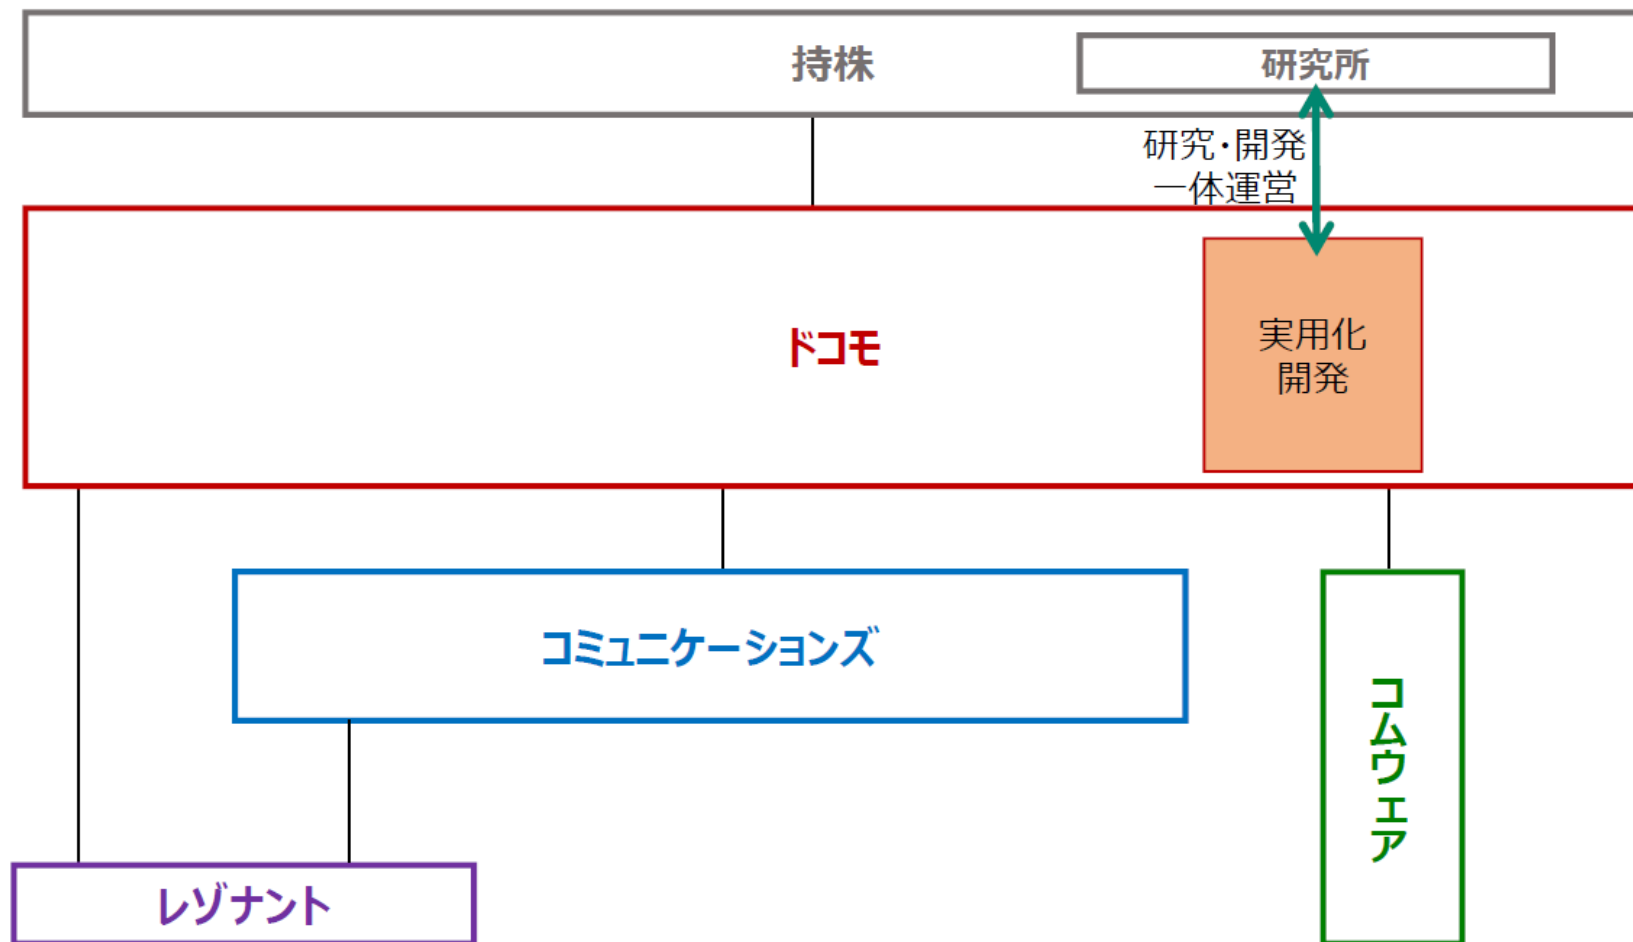 持株
研究所
研究・開発
一体運営
ドコモ
実用化
開発
コミュニケーションズ
コムウェア
レゾナント